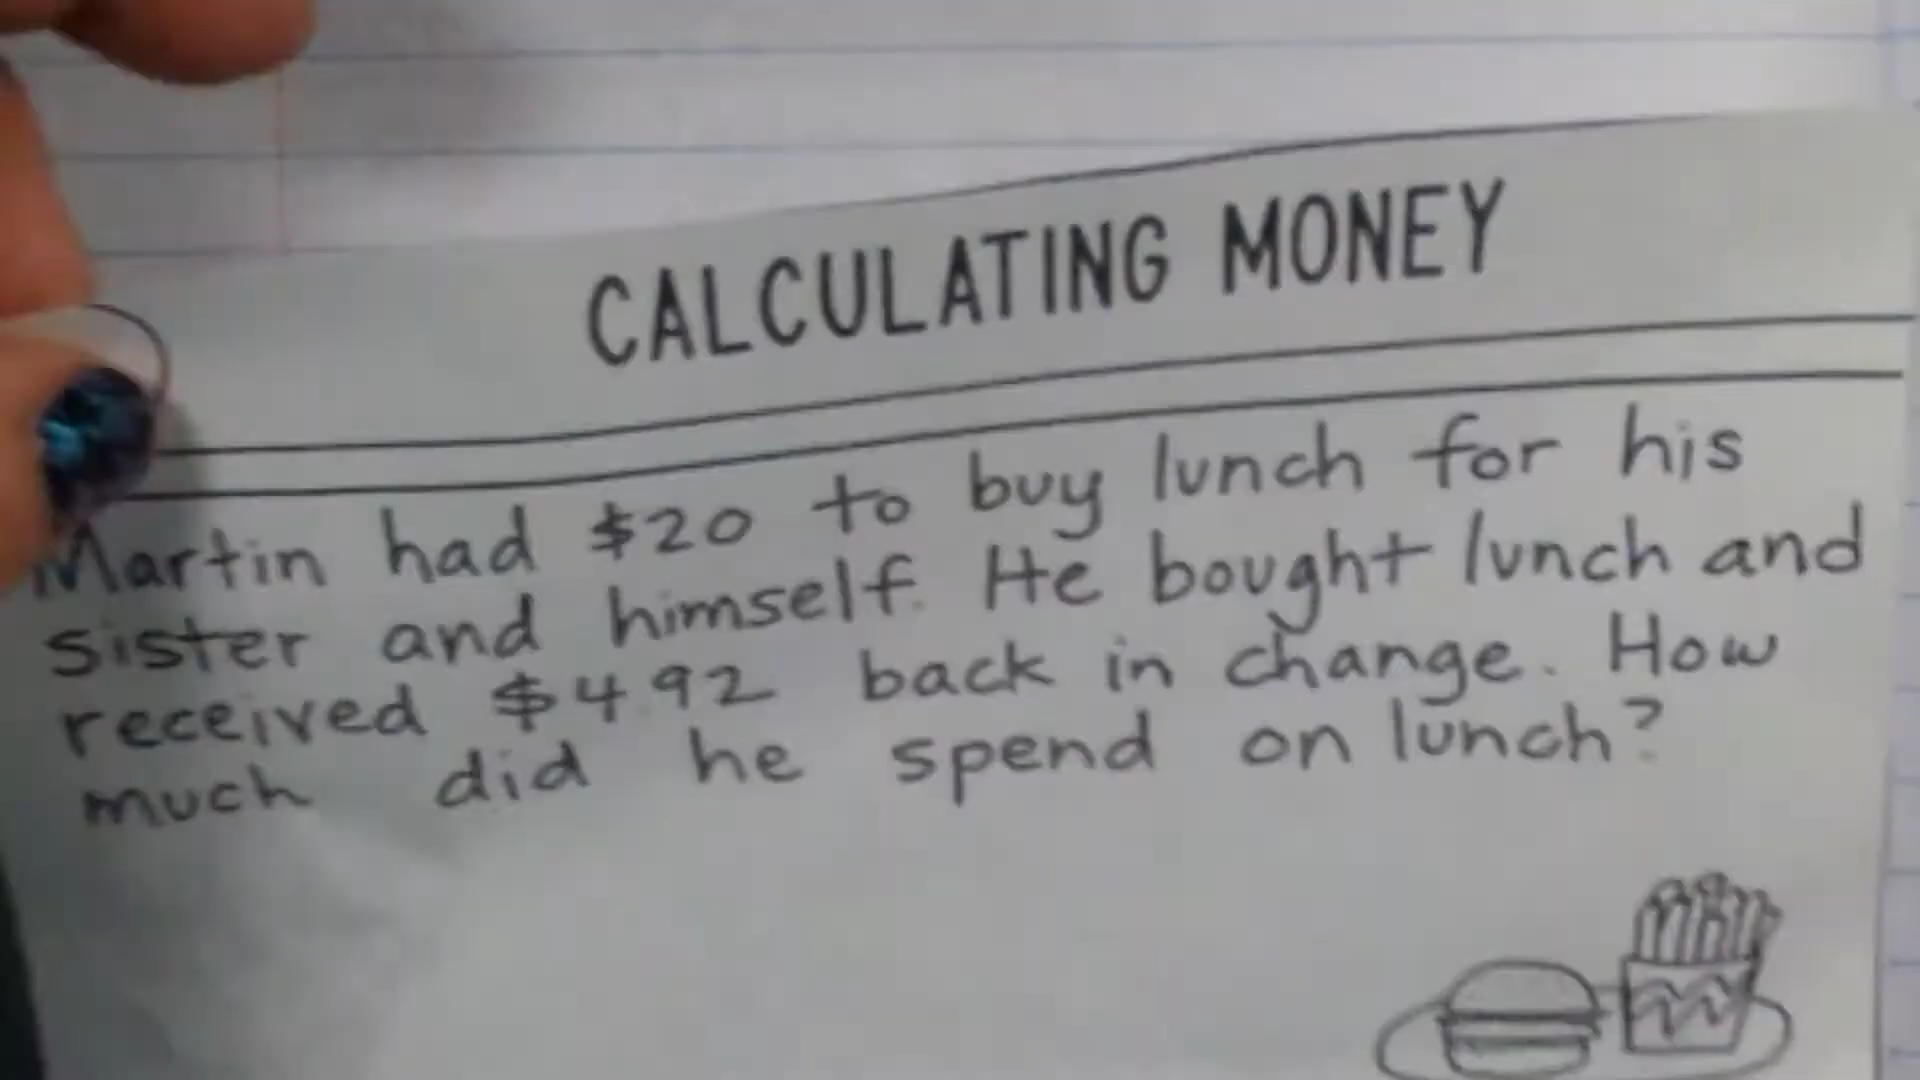 CALCULATING MONEY
Martin had $20 to buy lunch for his
sister and himself. He bought lunch and
received $4.92 back in change. How
much did he spend on lunch?